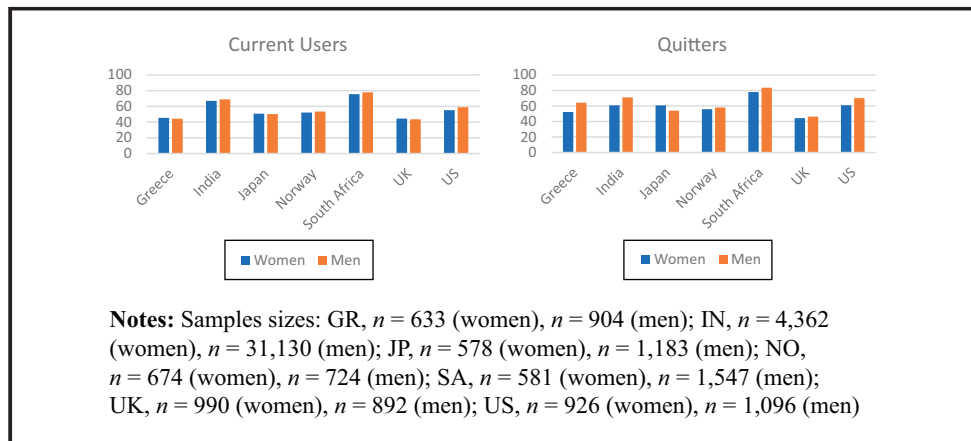 Current Users
100
80
60
40
20
0
Greece
India
Japan
Norway
South Africa
UK
US
Women Men
Quitters
100
80
60
40
20
0
Greece
India
Japan
Norway
South Africa
UK
US
Women Men
Notes: Samples sizes: GR, n = 633 (women), n = 904 (men); IN, n = 4,362
(women), n = 31,130 (men); JP, n = 578 (women), n = 1,183 (men); NO,
n = 674 (women), n = 724 (men); SA, n = 581 (women), n = 1,547 (men);
UK, n = 990 (women), n = 892 (men); US, n = 926 (women), n = 1,096 (men)